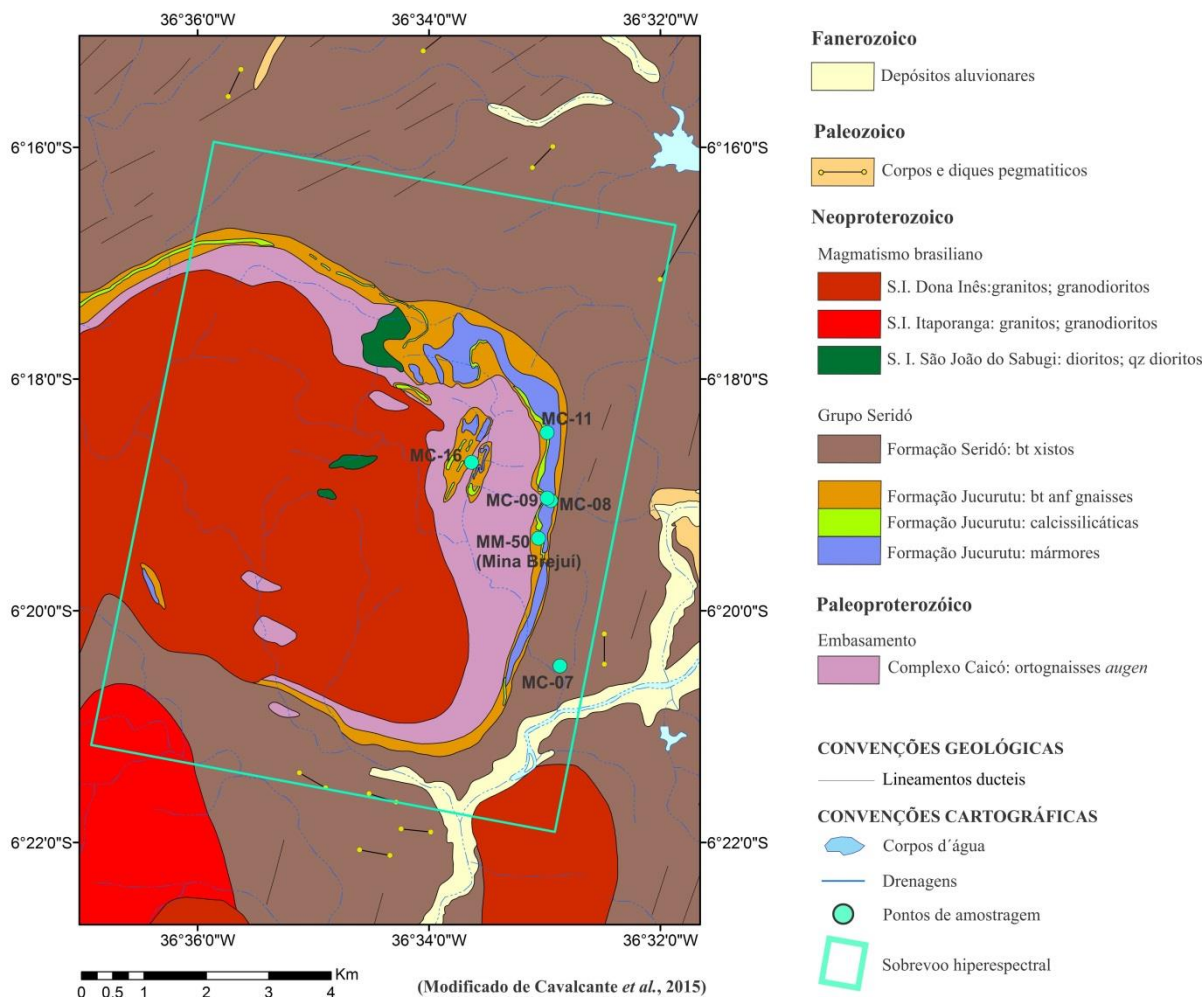 36°36'0"W 36°34'0"W 36°32'0"W
6°16'0"S 6°16'0"S
6°18'0"S 6°18'0"S
MC-11
MC-16
MC-09 MC-08
MM-50
(Mina Brejuí)
6°20'0"S 6°20'0"S
MC-07
6°22'0"S 6°22'0"S
36°36'0"W 36°34'0"W 36°32'0"W
Km
0 0.5 1 2 3 4
(Modificado de Cavalcante et al., 2015)
Fanerozoico
Depósitos aluvionares
Paleozoico
Corpos e diques pegmatíticos
Neoproterozoico
Magmatismo brasiliano
S.I. Dona Inês:granitos; granodioritos
S.I. Itaporanga: granitos; granodioritos
S. I. São João do Sabugi: dioritos; qz dioritos
Grupo Seridó
Formação Seridó: bt xistos
Formação Jucurutu: bt anf gnaisses
Formação Jucurutu: calcissilicáticas
Formação Jucurutu: mármores
Paleoproterozóico
Embasamento
Complexo Caicó: ortognaisses augen
CONVENÇÕES GEOLÓGICAS
Lineamentos ducteis
CONVENÇÕES CARTOGRÁFICAS
Corpos d´água
Drenagens
Pontos de amostragem
Sobrevoo hiperespectral